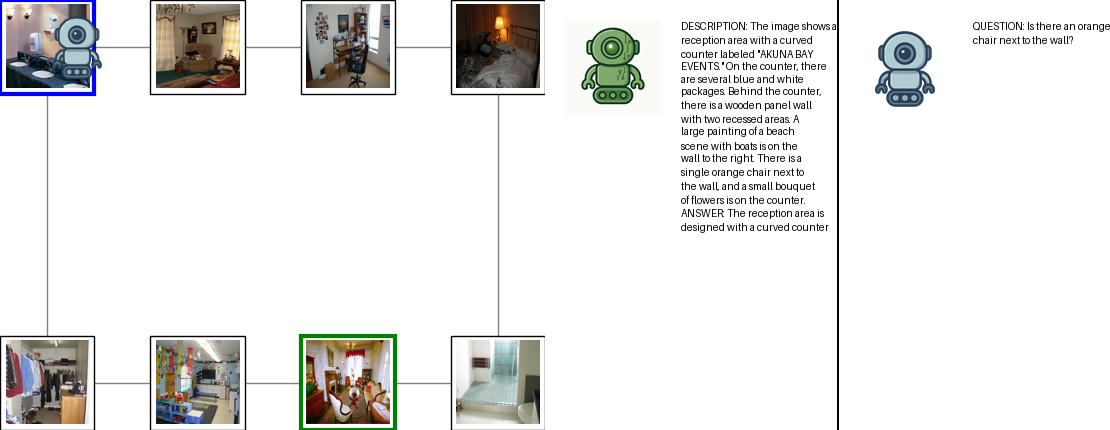 DESCRIPTION: The image shows a
reception area with a curved
counter labeled "AKUNA BAY
EVENTS." On the counter, there
are several blue and white
packages. Behind the counter,
there is a wooden panel wall
with two recessed areas. A
large painting of a beach
scene with boats is on the
wall to the right. There is a
single orange chair next to
the wall, and a small bouquet
of flowers is on the counter.
ANSWER: The reception area is
designed with a curved counter
QUESTION: Is there an orange
chair next to the wall?